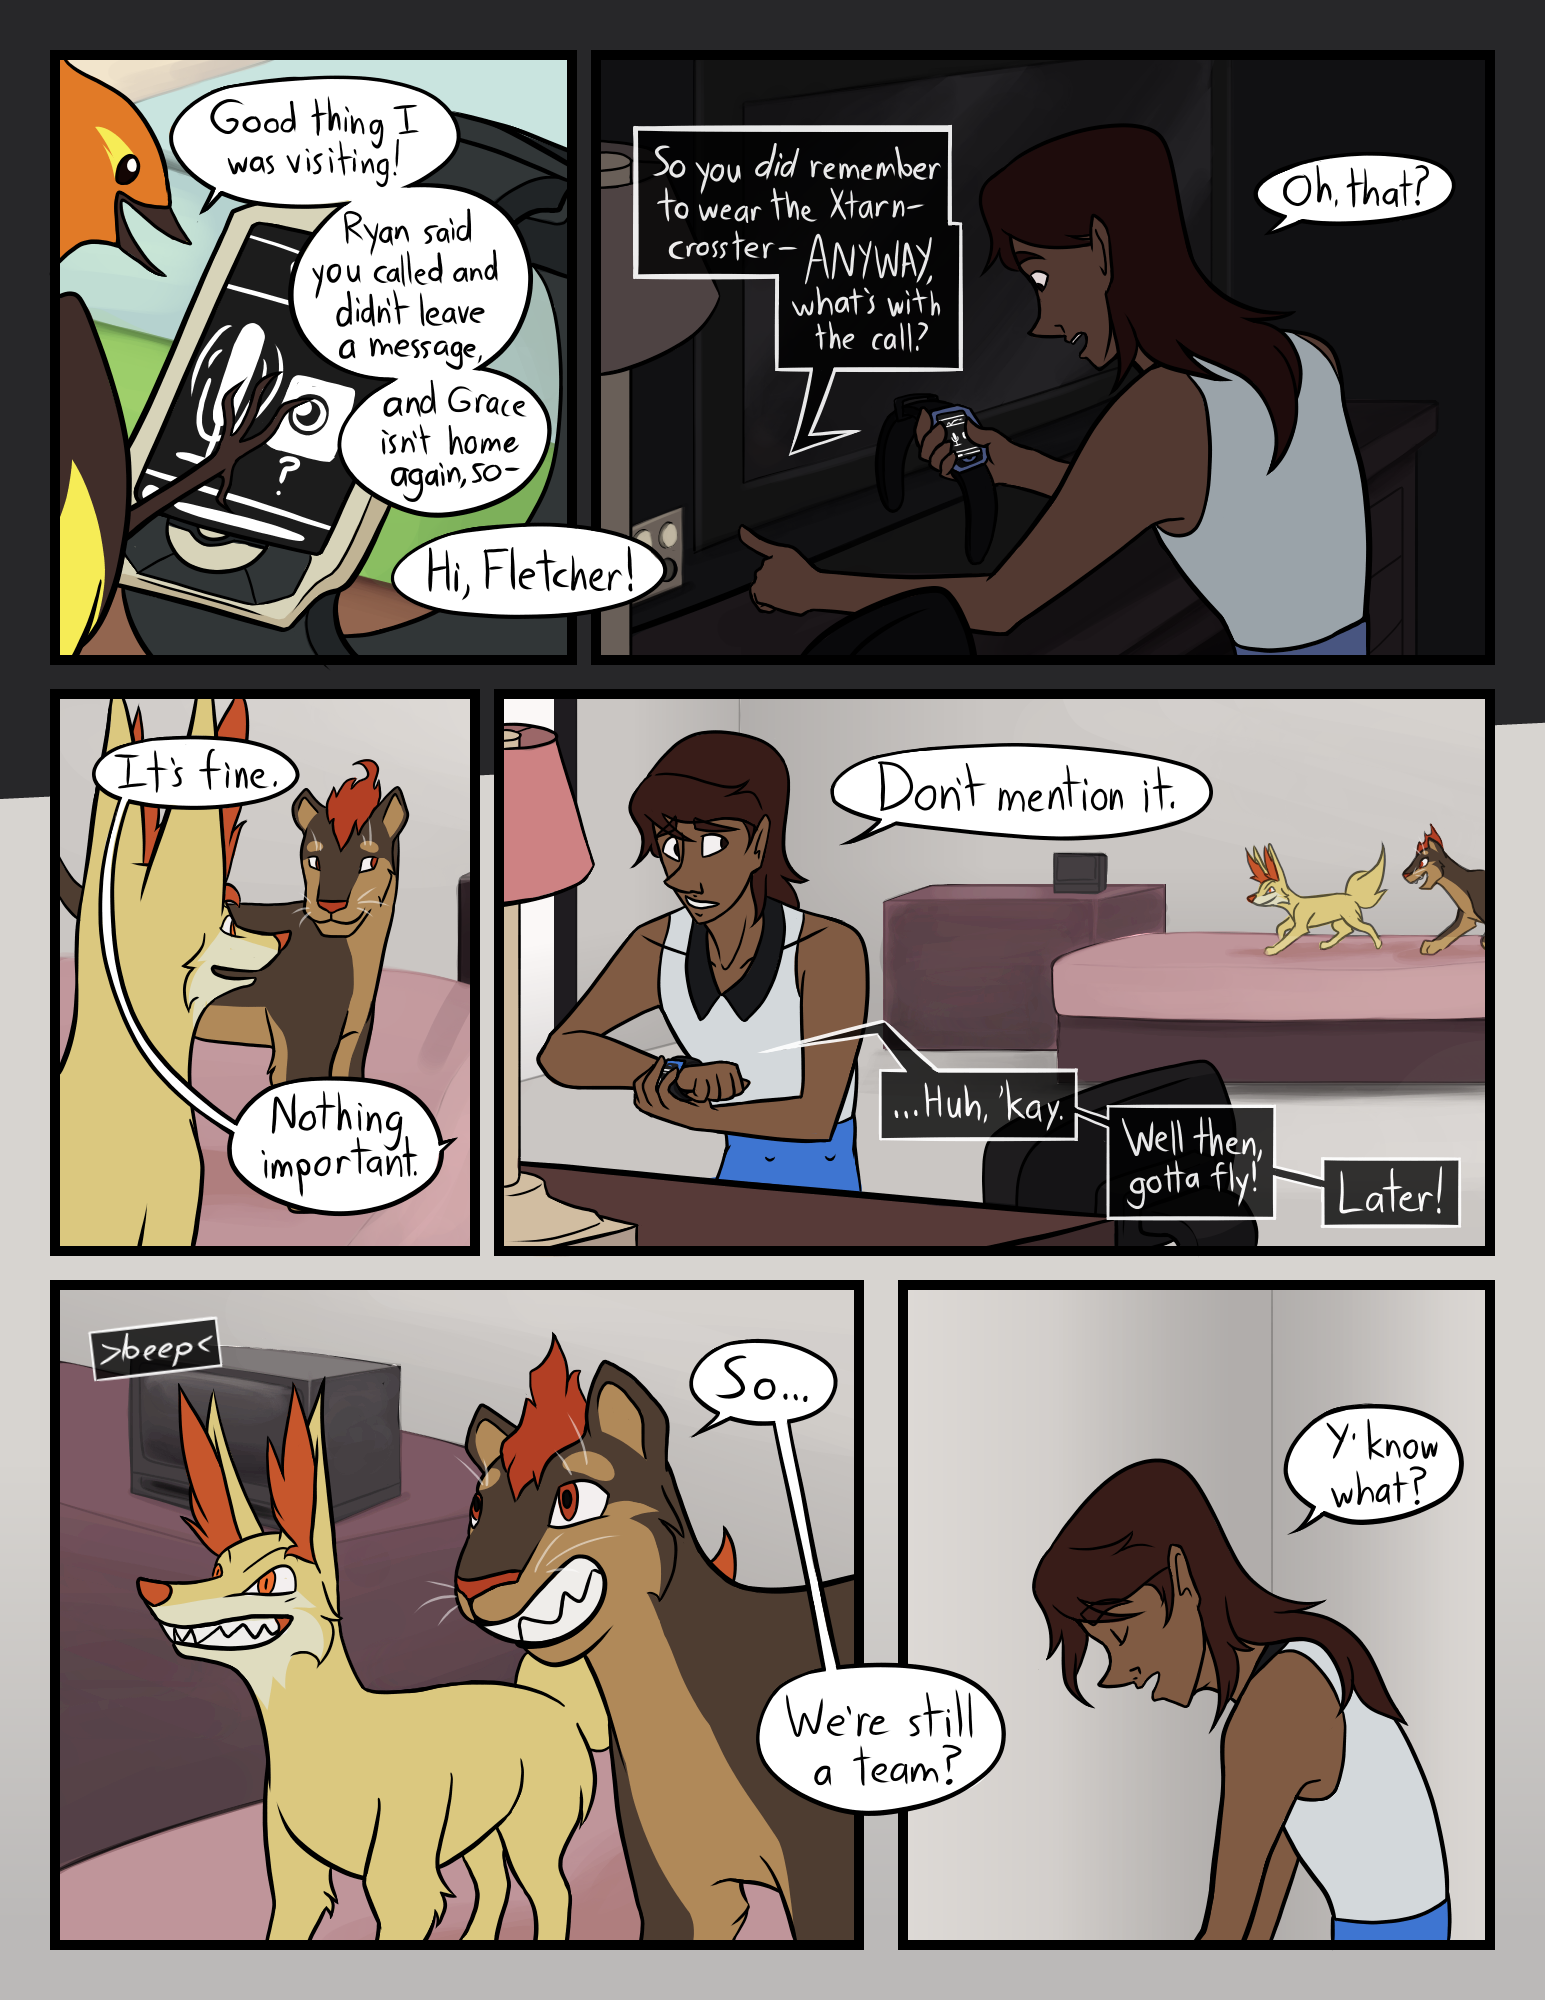 Good thing I
was visiting!
Ryan said
you called and
didn't leave
a message,
and Grace
isn't home
again, so-
?
Hi, Fletcher!
So you did remember
to wear the Xtarn-
crosster-
ANYWAY,
what's with
the call?
Oh, that?
It's fine.
Nothing
important.
Don't mention it.
...Huh, 'kay.
Well then,
gotta fly!
Later!
>beep<
So...
We're still
a team?
Y'know
what?